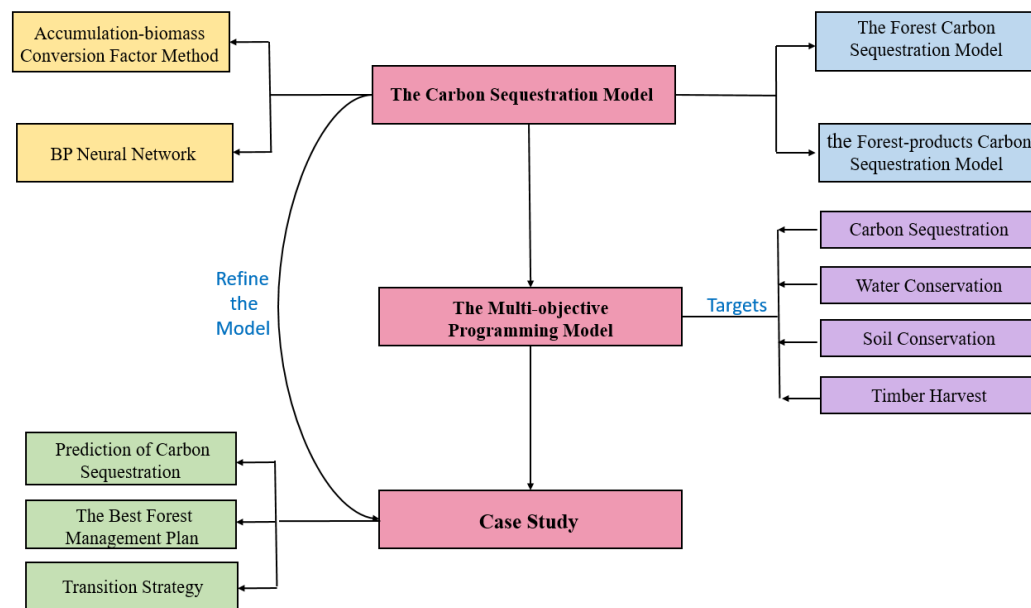 Accumulation-biomass
Conversion Factor Method
BP Neural Network
The Carbon Sequestration Model
The Forest Carbon
Sequestration Model
the Forest-products Carbon
Sequestration Model
Refine
the
Model
The Multi-objective
Programming Model
Targets
Carbon Sequestration
Water Conservation
Soil Conservation
Timber Harvest
Prediction of Carbon
Sequestration
The Best Forest
Management Plan
Transition Strategy
Case Study